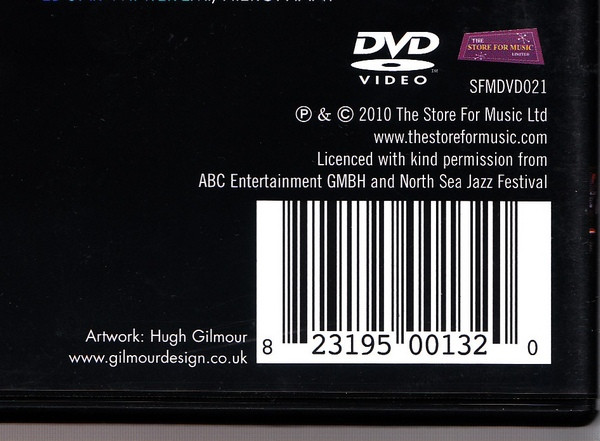 DVD
VIDEO
THE
STORE FOR MUSIC
LIMITED
SFMDVD021
℗ & © 2010 The Store For Music Ltd
www.thestoreformusic.com
Licenced with kind permission from
ABC Entertainment GMBH and North Sea Jazz Festival
Artwork: Hugh Gilmour
www.gilmourdesign.co.uk
8 23195 00132 0